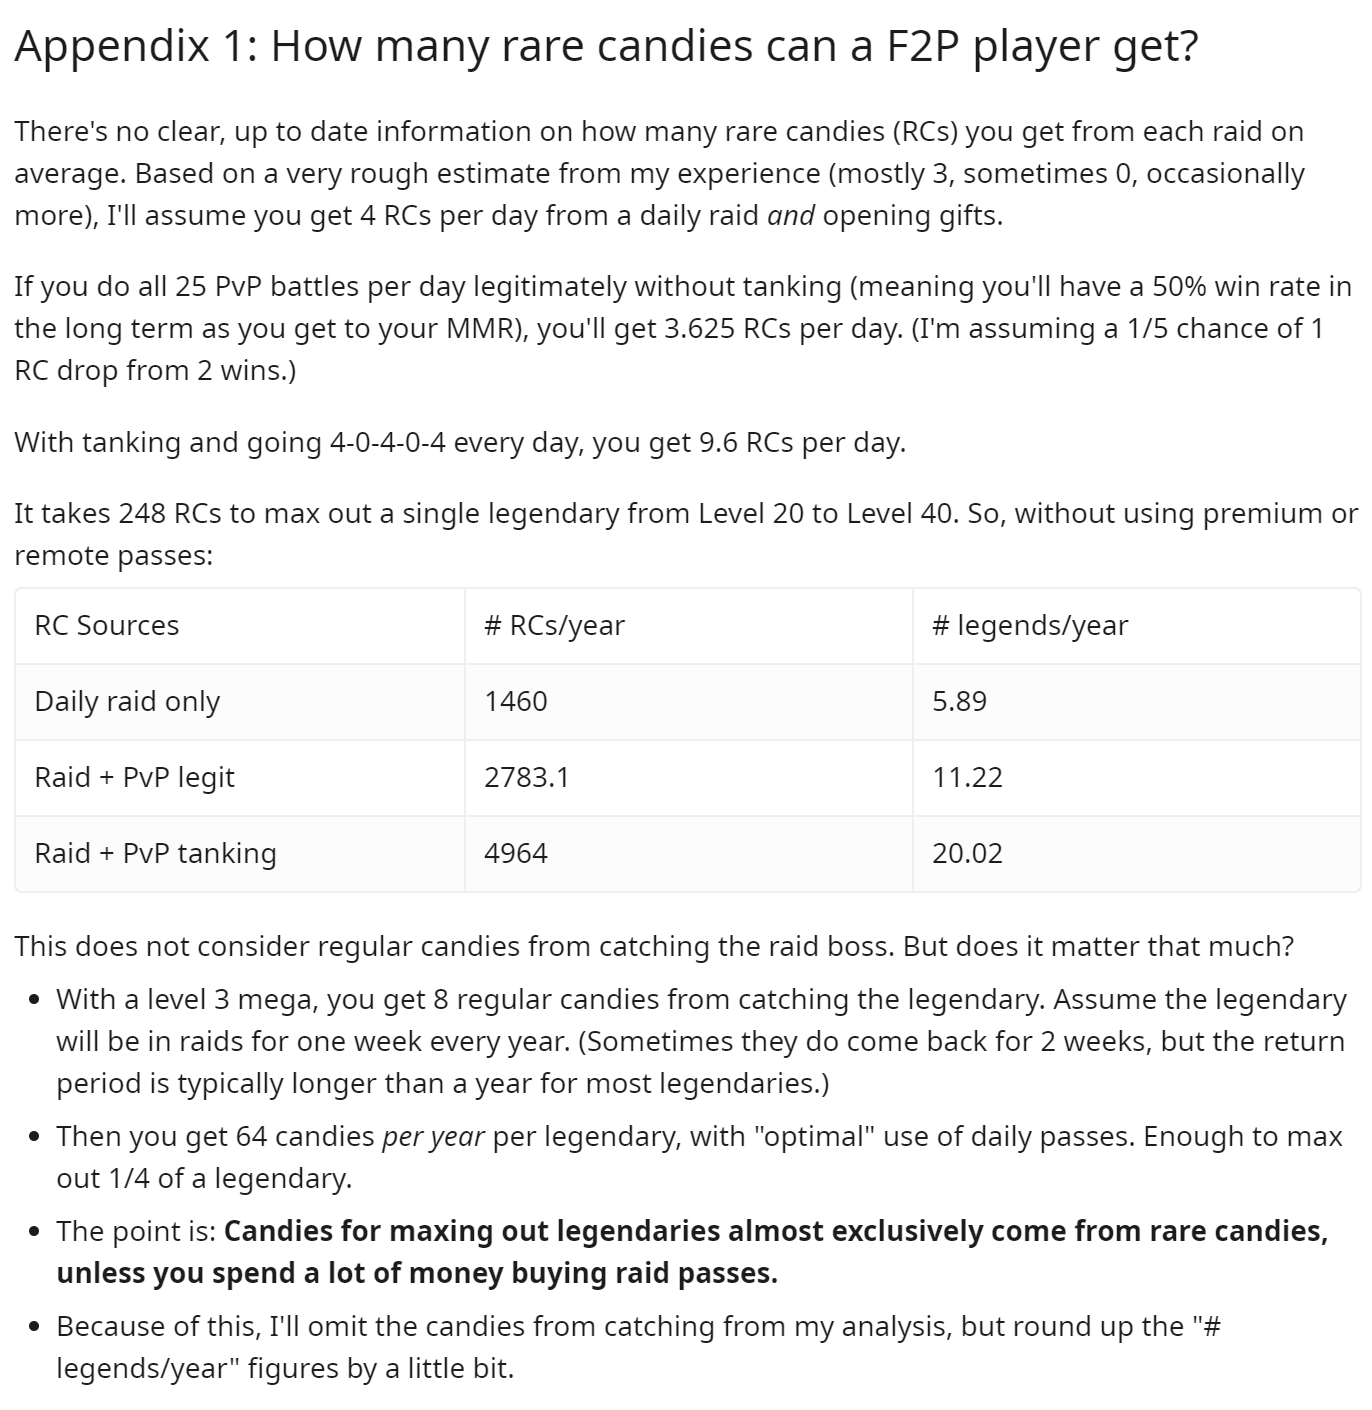 Appendix 1: How many rare candies can a F2P player get?
There's no clear, up to date information on how many rare candies (RCs) you get from each raid on
average. Based on a very rough estimate from my experience (mostly 3, sometimes 0, occasionally
more), I'll assume you get 4 RCs per day from a daily raid and opening gifts.
If you do all 25 PvP battles per day legitimately without tanking (meaning you'll have a 50% win rate in
the long term as you get to your MMR), you'll get 3.625 RCs per day. (I'm assuming a 1/5 chance of 1
RC drop from 2 wins.)
With tanking and going 4-0-4-0-4 every day, you get 9.6 RCs per day.
It takes 248 RCs to max out a single legendary from Level 20 to Level 40. So, without using premium or
remote passes:
RC Sources # RCs/year # legends/year
Daily raid only 1460 5.89
Raid + PvP legit 2783.1 11.22
Raid + PvP tanking 4964 20.02
This does not consider regular candies from catching the raid boss. But does it matter that much?
• With a level 3 mega, you get 8 regular candies from catching the legendary. Assume the legendary
will be in raids for one week every year. (Sometimes they do come back for 2 weeks, but the return
period is typically longer than a year for most legendaries.)
• Then you get 64 candies per year per legendary, with "optimal" use of daily passes. Enough to max
out 1/4 of a legendary.
• The point is: Candies for maxing out legendaries almost exclusively come from rare candies,
unless you spend a lot of money buying raid passes.
• Because of this, I'll omit the candies from catching from my analysis, but round up the "#
legends/year" figures by a little bit.